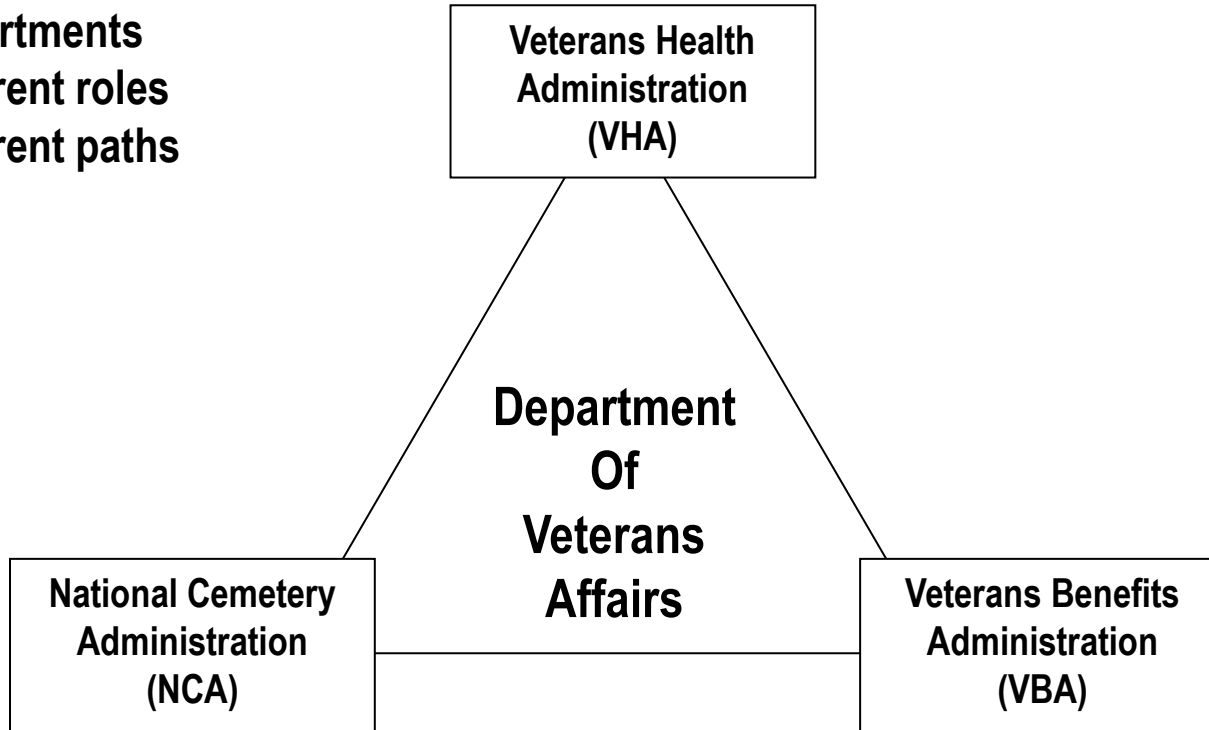 rtments
rent roles
rent paths
Veterans Health
Administration
(VHA)
Department
Of
Veterans
Affairs
National Cemetery
Administration
(NCA)
Veterans Benefits
Administration
(VBA)